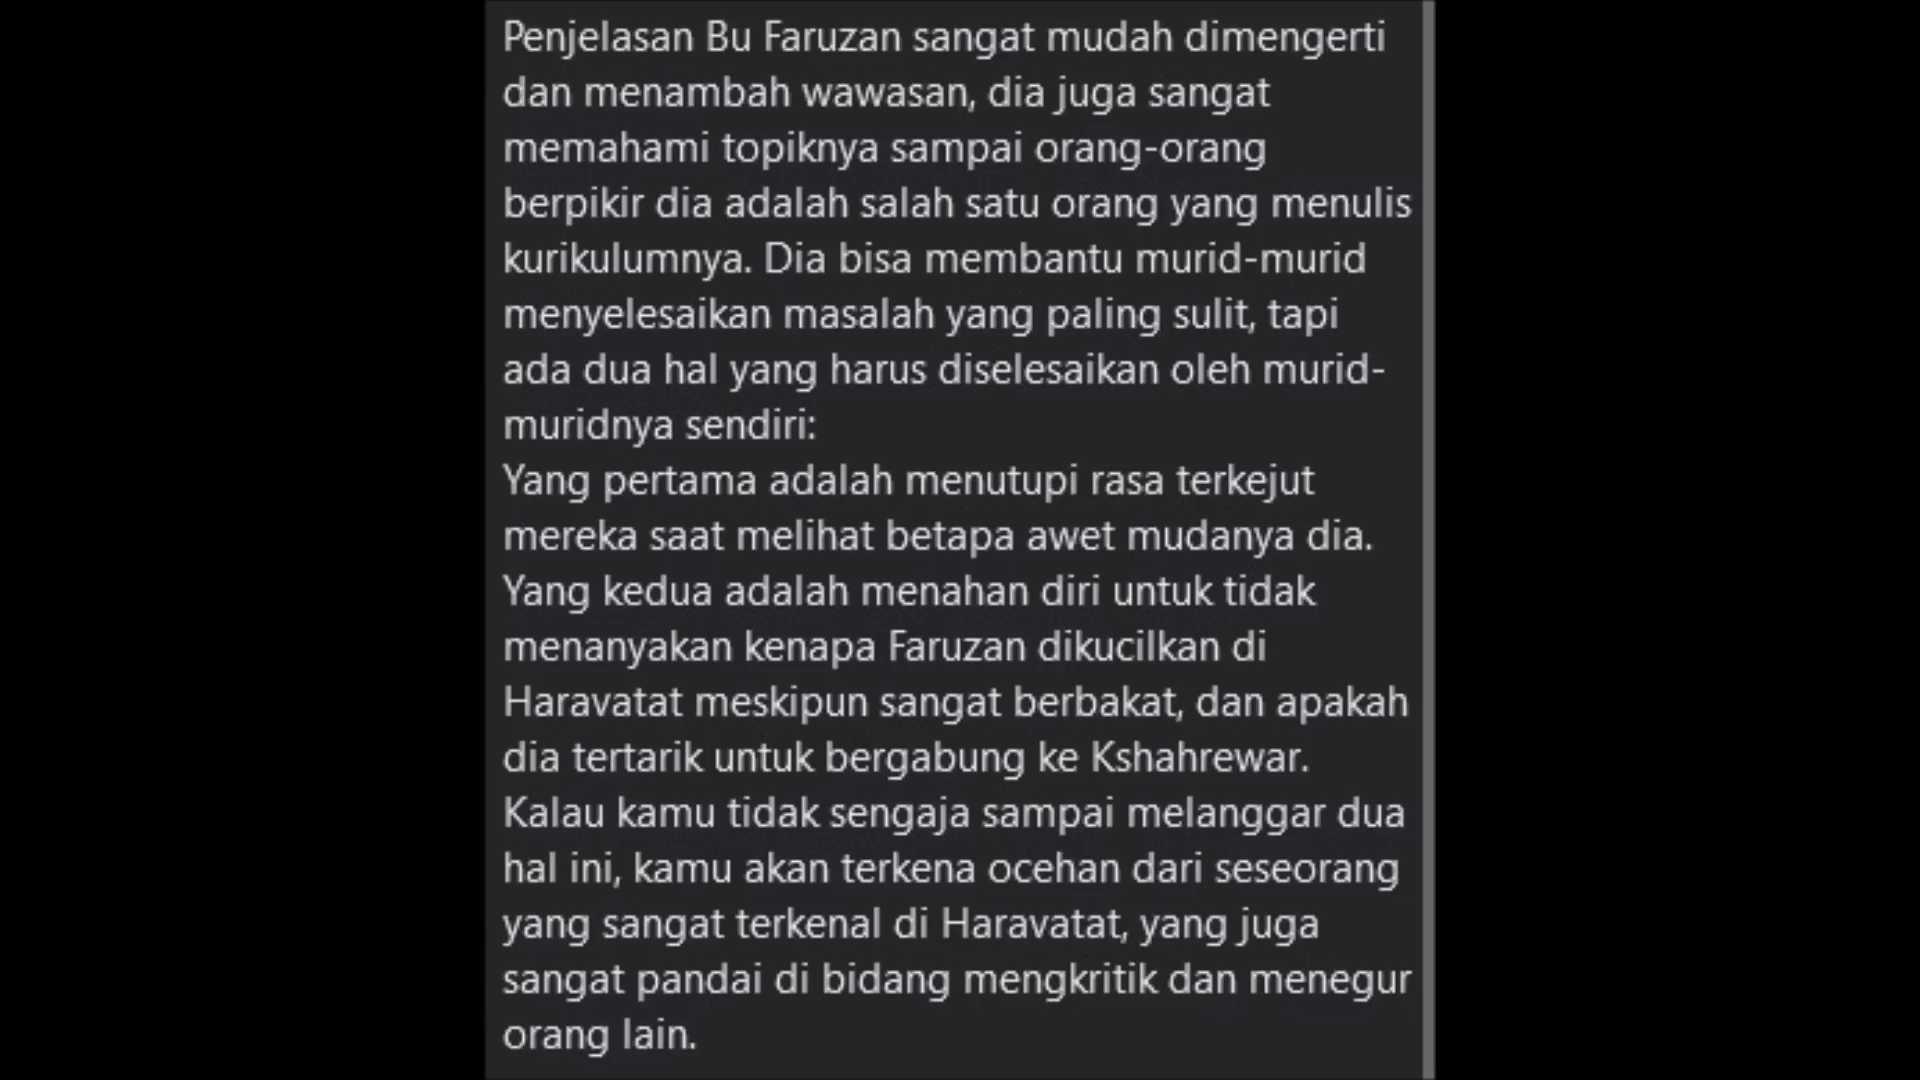 Penjelasan Bu Faruzan sangat mudah dimengerti
dan menambah wawasan, dia juga sangat
memahami topiknya sampai orang-orang
berpikir dia adalah salah satu orang yang menulis
kurikulumnya. Dia bisa membantu murid-murid
menyelesaikan masalah yang paling sulit, tapi
ada dua hal yang harus diselesaikan oleh murid-
muridnya sendiri:
Yang pertama adalah menutupi rasa terkejut
mereka saat melihat betapa awet mudanya dia.
Yang kedua adalah menahan diri untuk tidak
menanyakan kenapa Faruzan dikucilkan di
Haravatat meskipun sangat berbakat, dan apakah
dia tertarik untuk bergabung ke Kshahrewar.
Kalau kamu tidak sengaja sampai melanggar dua
hal ini, kamu akan terkena ocehan dari seseorang
yang sangat terkenal di Haravatat, yang juga
sangat pandai di bidang mengkritik dan menegur
orang lain.